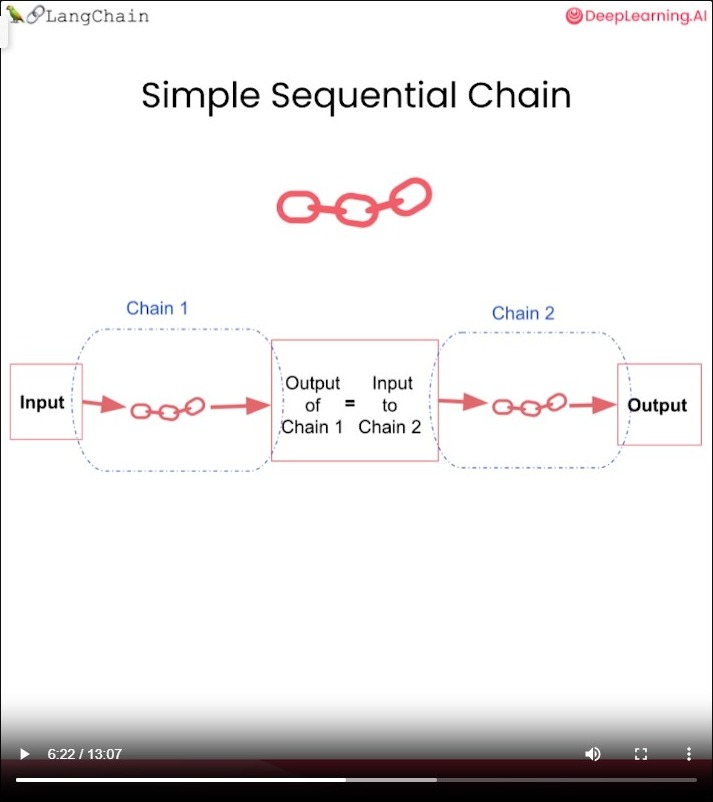 LangChain
DeepLearning.AI
Simple Sequential Chain
Chain 1
Chain 2
Input
Output of Chain 1 = Input to Chain 2
Output
6:22 / 13:07